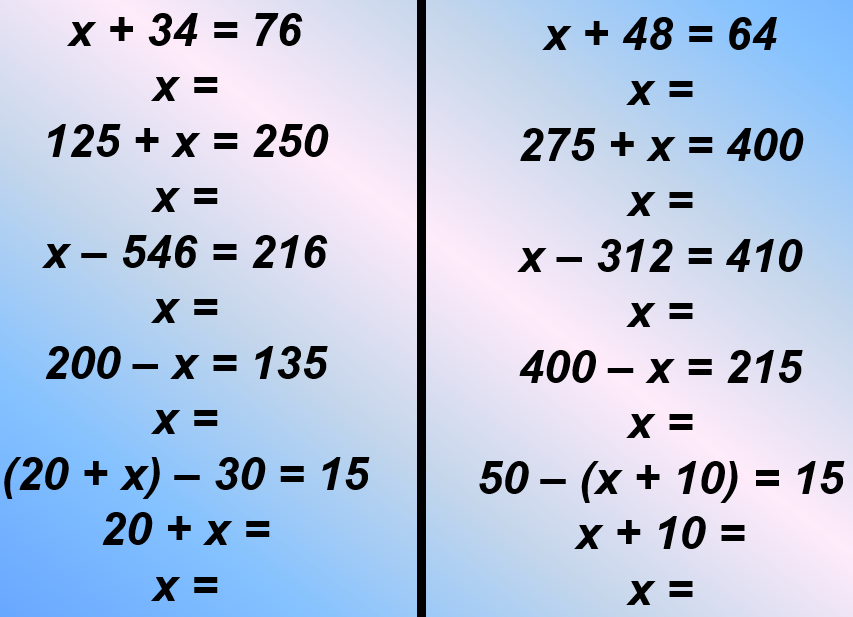 x + 34 = 76
x =
125 + x = 250
x =
x – 546 = 216
x =
200 – x = 135
x =
(20 + x) – 30 = 15
20 + x =
x =
x + 48 = 64
x =
275 + x = 400
x =
x – 312 = 410
x =
400 – x = 215
x =
50 – (x + 10) = 15
x + 10 =
x =